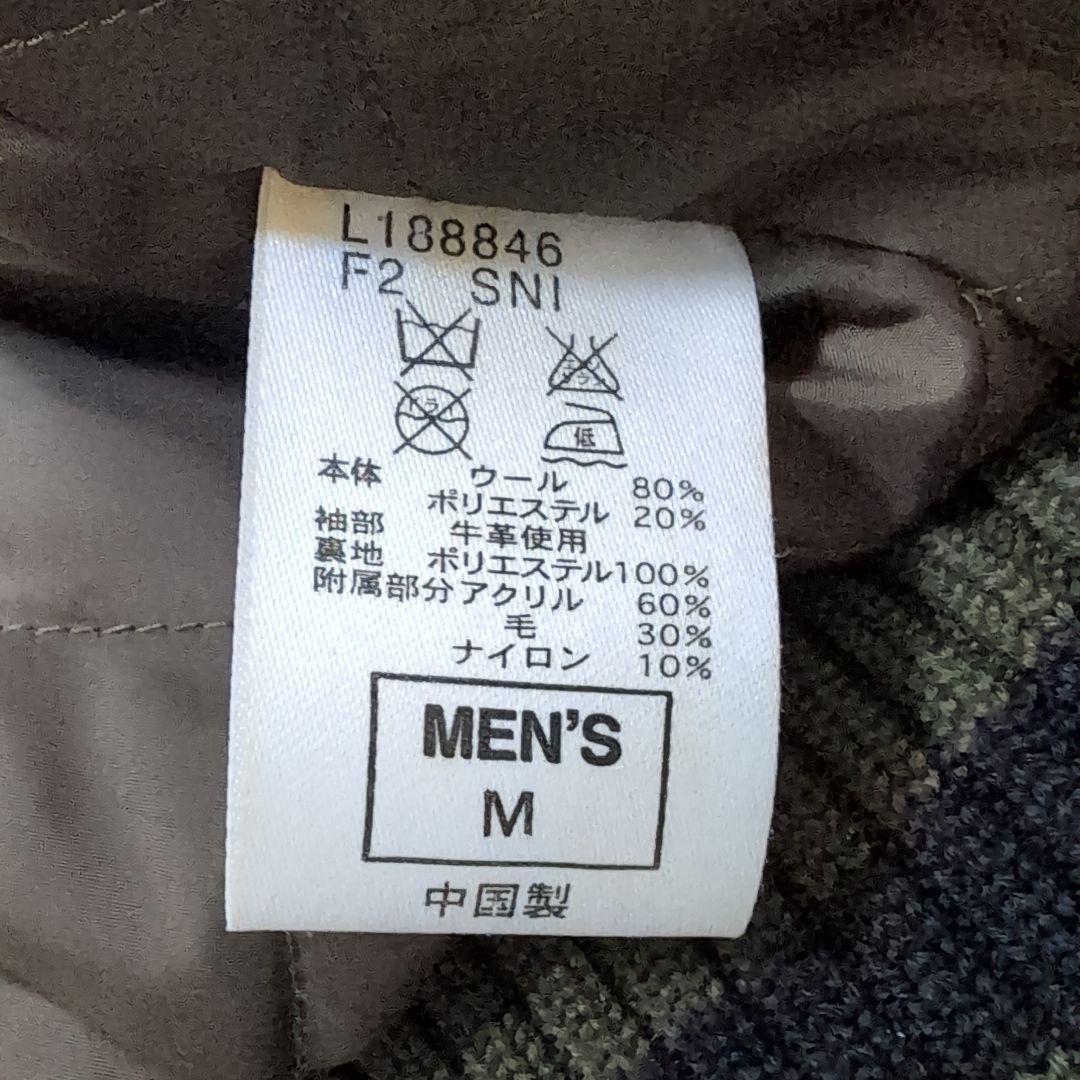 L188846
F2 SNI
低
本体 ウール 80%
ポリエステル 20%
袖部 牛革使用
裏地 ポリエステル100%
附属部分アクリル 60%
毛 30%
ナイロン 10%
MEN'S
M
中国製